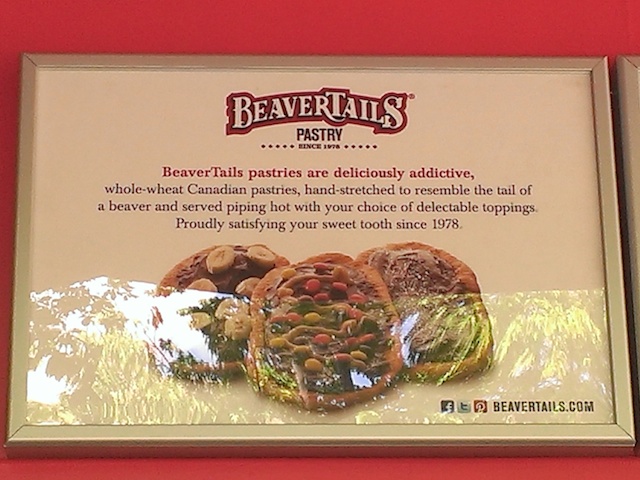 BEAVERTAILS®
PASTRY
SINCE 1978
BeaverTails pastries are deliciously addictive,
whole-wheat Canadian pastries, hand-stretched to resemble the tail of
a beaver and served piping hot with your choice of delectable toppings.
Proudly satisfying your sweet tooth since 1978.
BEAVERTAILS.COM